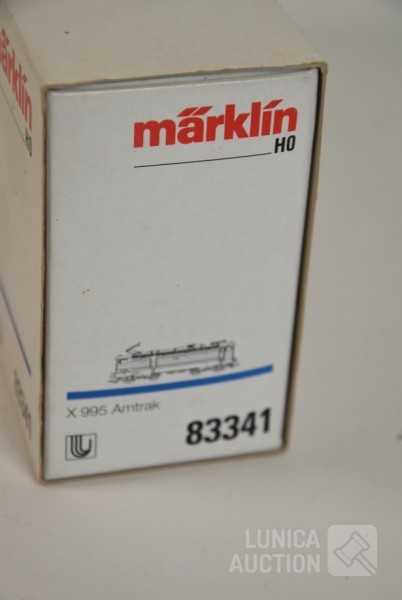 märklin
H0
X 995 Amtrak
83341
LUNICA
AUCTION